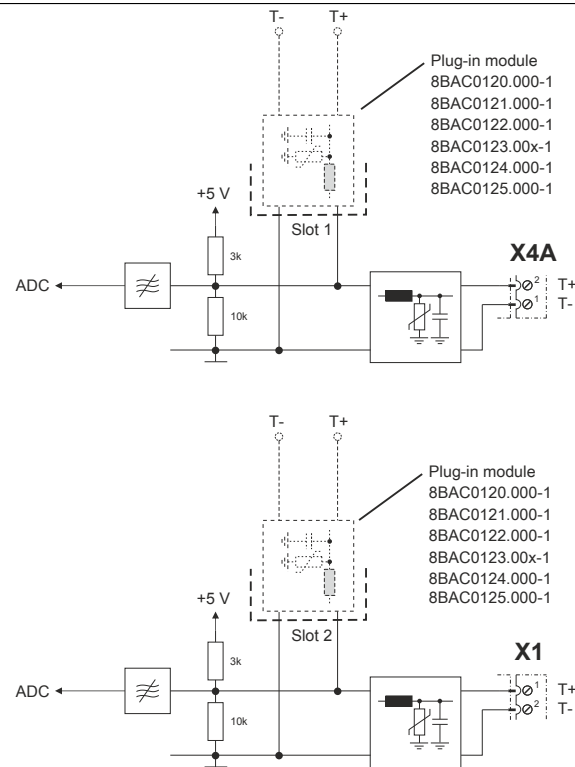 T- T+
Plug-in module
8BAC0120.000-1
8BAC0121.000-1
8BAC0122.000-1
8BAC0123.00x-1
8BAC0124.000-1
8BAC0125.000-1
+5 V
Slot 1
3k
X4A
ADC
2 T+
10k
1 T-
T- T+
Plug-in module
8BAC0120.000-1
8BAC0121.000-1
8BAC0122.000-1
8BAC0123.00x-1
8BAC0124.000-1
8BAC0125.000-1
+5 V
Slot 2
3k
X1
ADC
1 T+
10k
2 T-